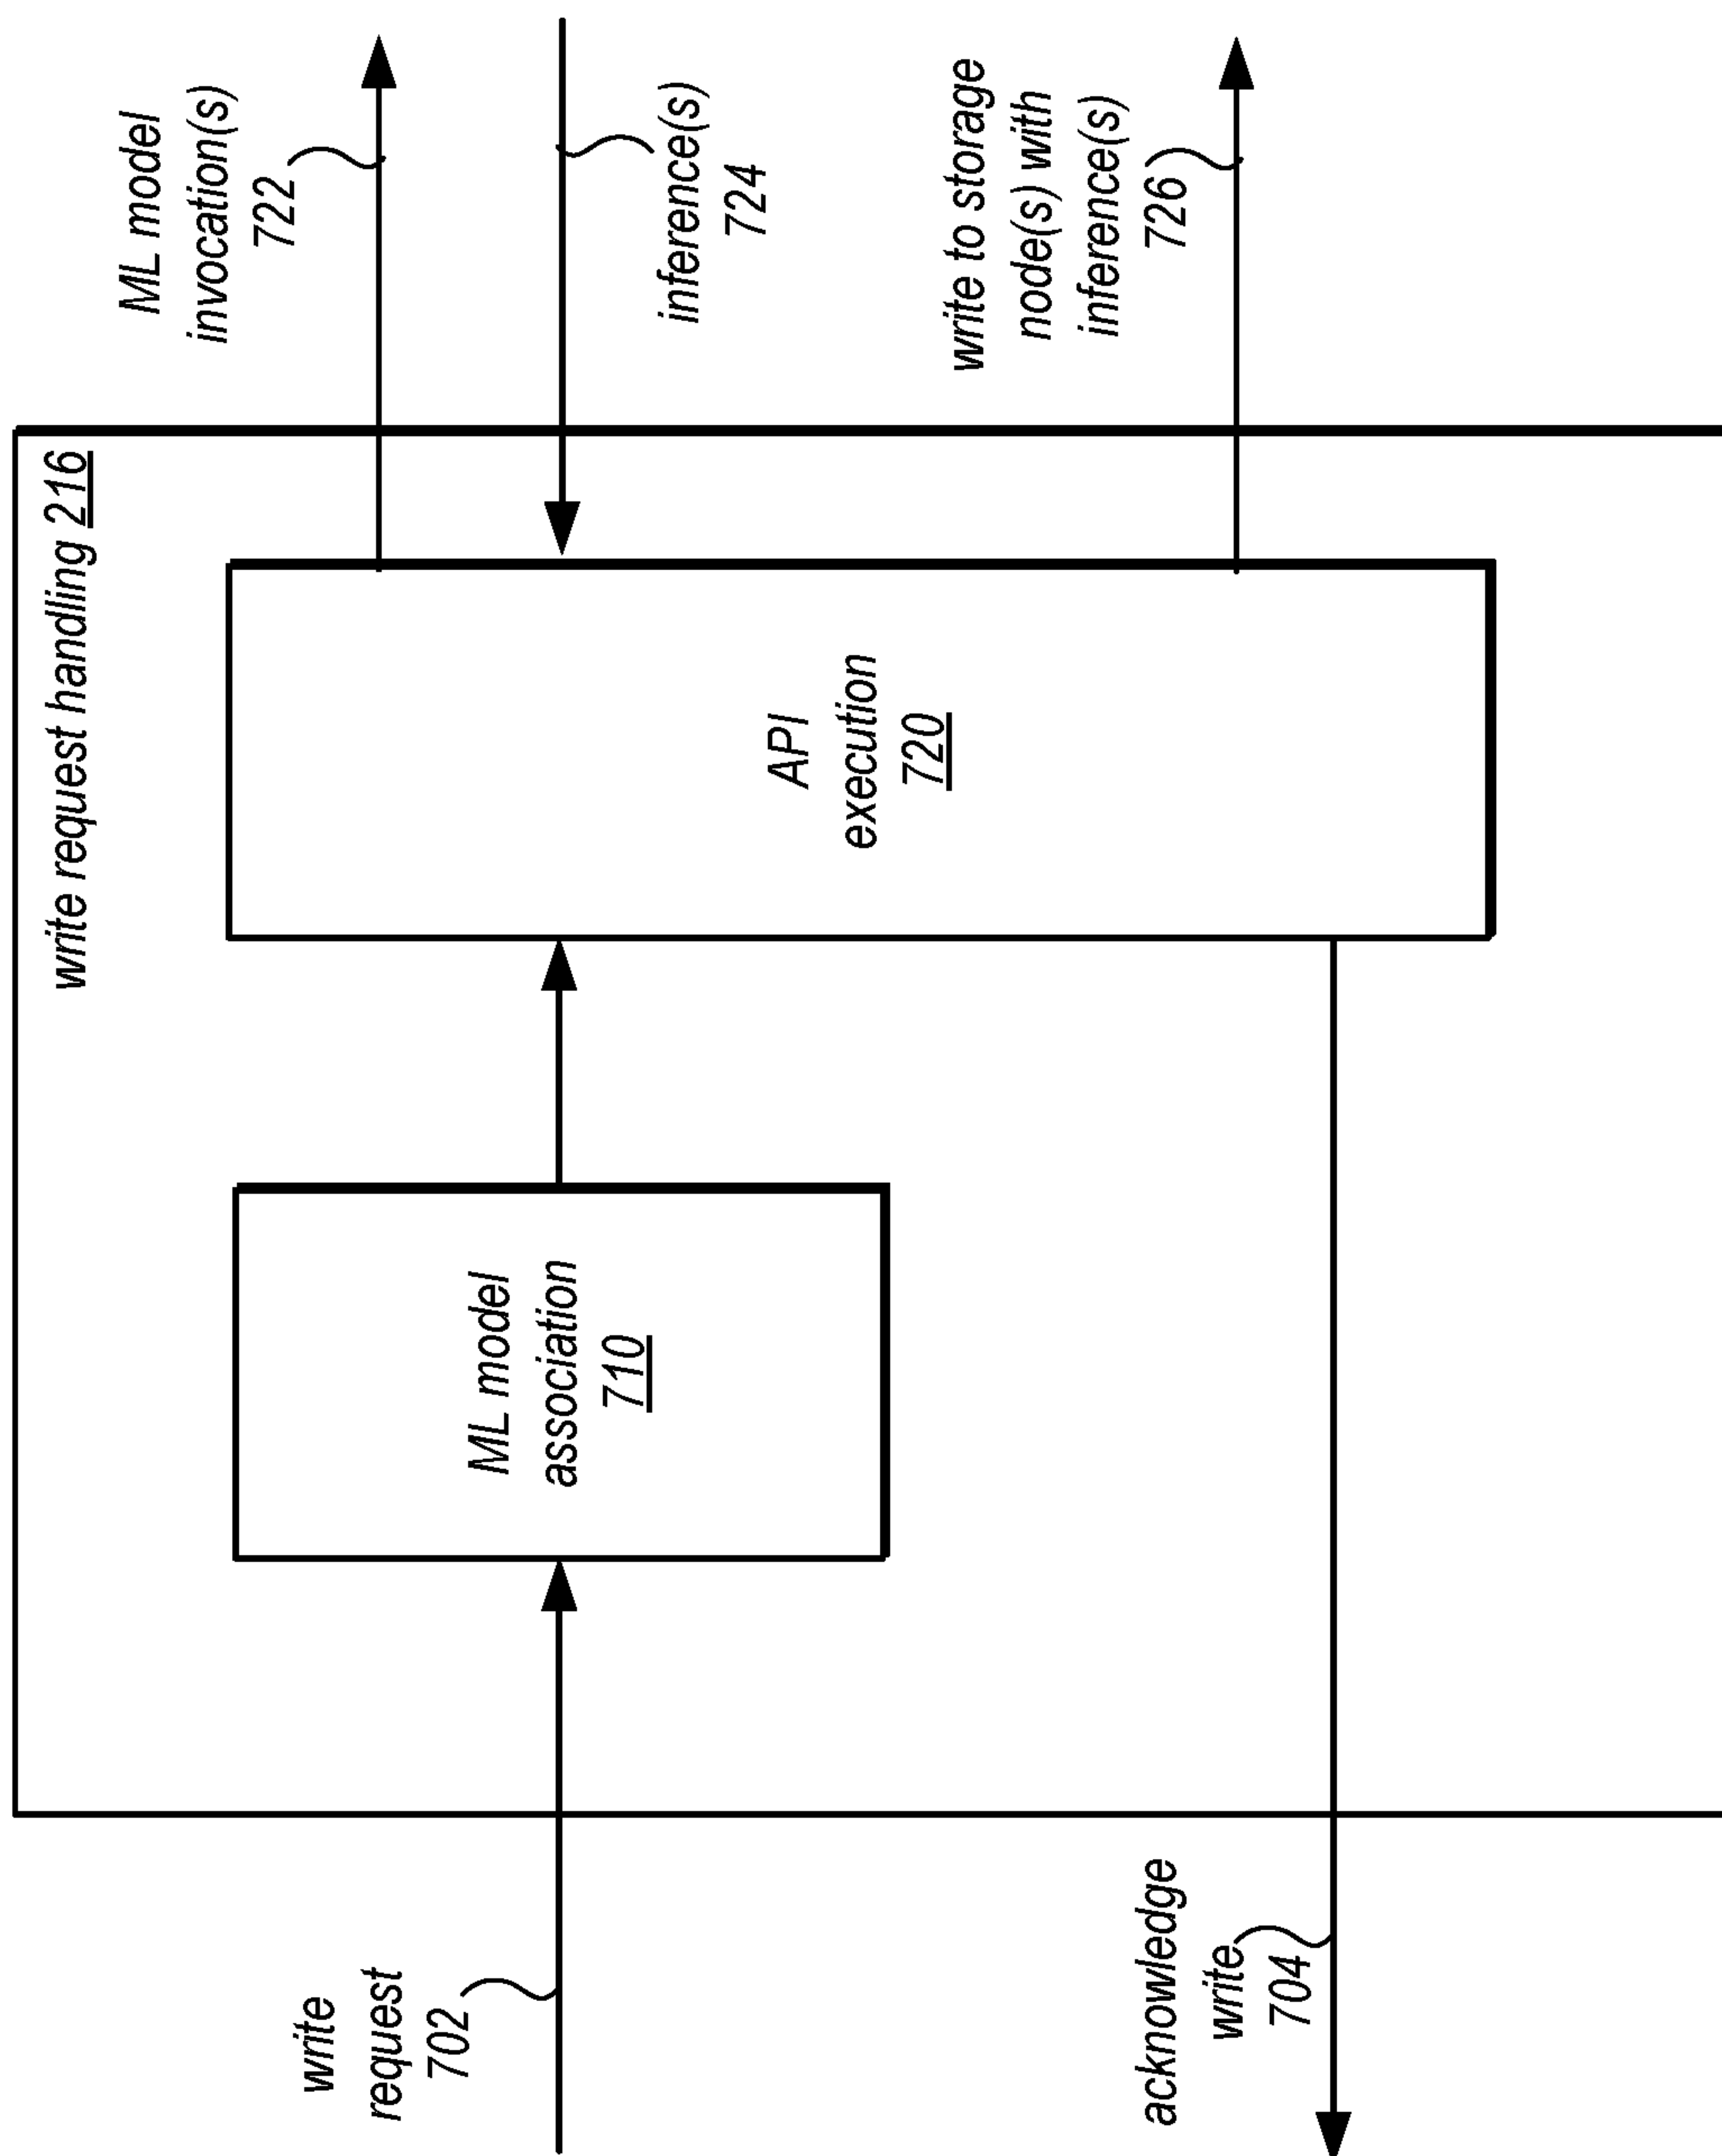 write request handling 216
write
request
702
ML model
association
710
API
execution
720
ML model
invocation(s)
722
inference(s)
724
write to storage
node(s) with
inference(s)
726
acknowledge
write
704